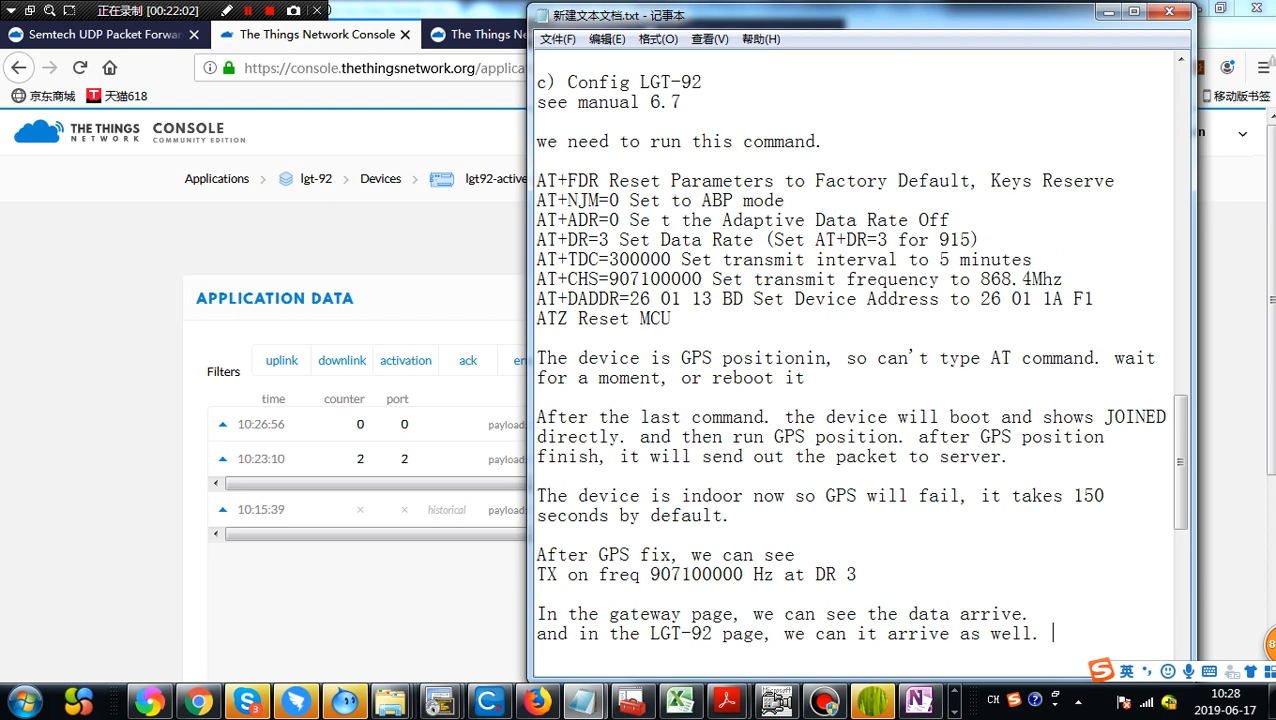 正在录制 [00:22:02]
新建文本文档.txt - 记事本
Semtech UDP Packet Forwar
The Things Network Console
The Things N
文件(F) 编辑(E) 格式(O) 查看(V) 帮助(H)
https://console.thethingsnetwork.org/applica
京东商城 天猫618
移动版书签
THE THINGS NETWORK
CONSOLE
COMMUNITY EDITION
Applications lgt-92 Devices lgt92-active
APPLICATION DATA
Filters uplink downlink activation ack
time counter port
10:26:56 0 0 payload:
10:23:10 2 2 payload:
10:15:39 × × historical payload:
c) Config LGT-92
see manual 6.7
we need to run this command.
AT+FDR Reset Parameters to Factory Default, Keys Reserve
AT+NJM=0 Set to ABP mode
AT+ADR=0 Se t the Adaptive Data Rate Off
AT+DR=3 Set Data Rate (Set AT+DR=3 for 915)
AT+TDC=300000 Set transmit interval to 5 minutes
AT+CHS=907100000 Set transmit frequency to 868.4Mhz
AT+DADDR=26 01 13 BD Set Device Address to 26 01 1A F1
ATZ Reset MCU
The device is GPS positionin, so can't type AT command. wait
for a moment, or reboot it
After the last command. the device will boot and shows JOINED
directly. and then run GPS position. after GPS position
finish, it will send out the packet to server.
The device is indoor now so GPS will fail, it takes 150
seconds by default.
After GPS fix, we can see
TX on freq 907100000 Hz at DR 3
In the gateway page, we can see the data arrive.
and in the LGT-92 page, we can it arrive as well.
英
CH
10:28
2019-06-17